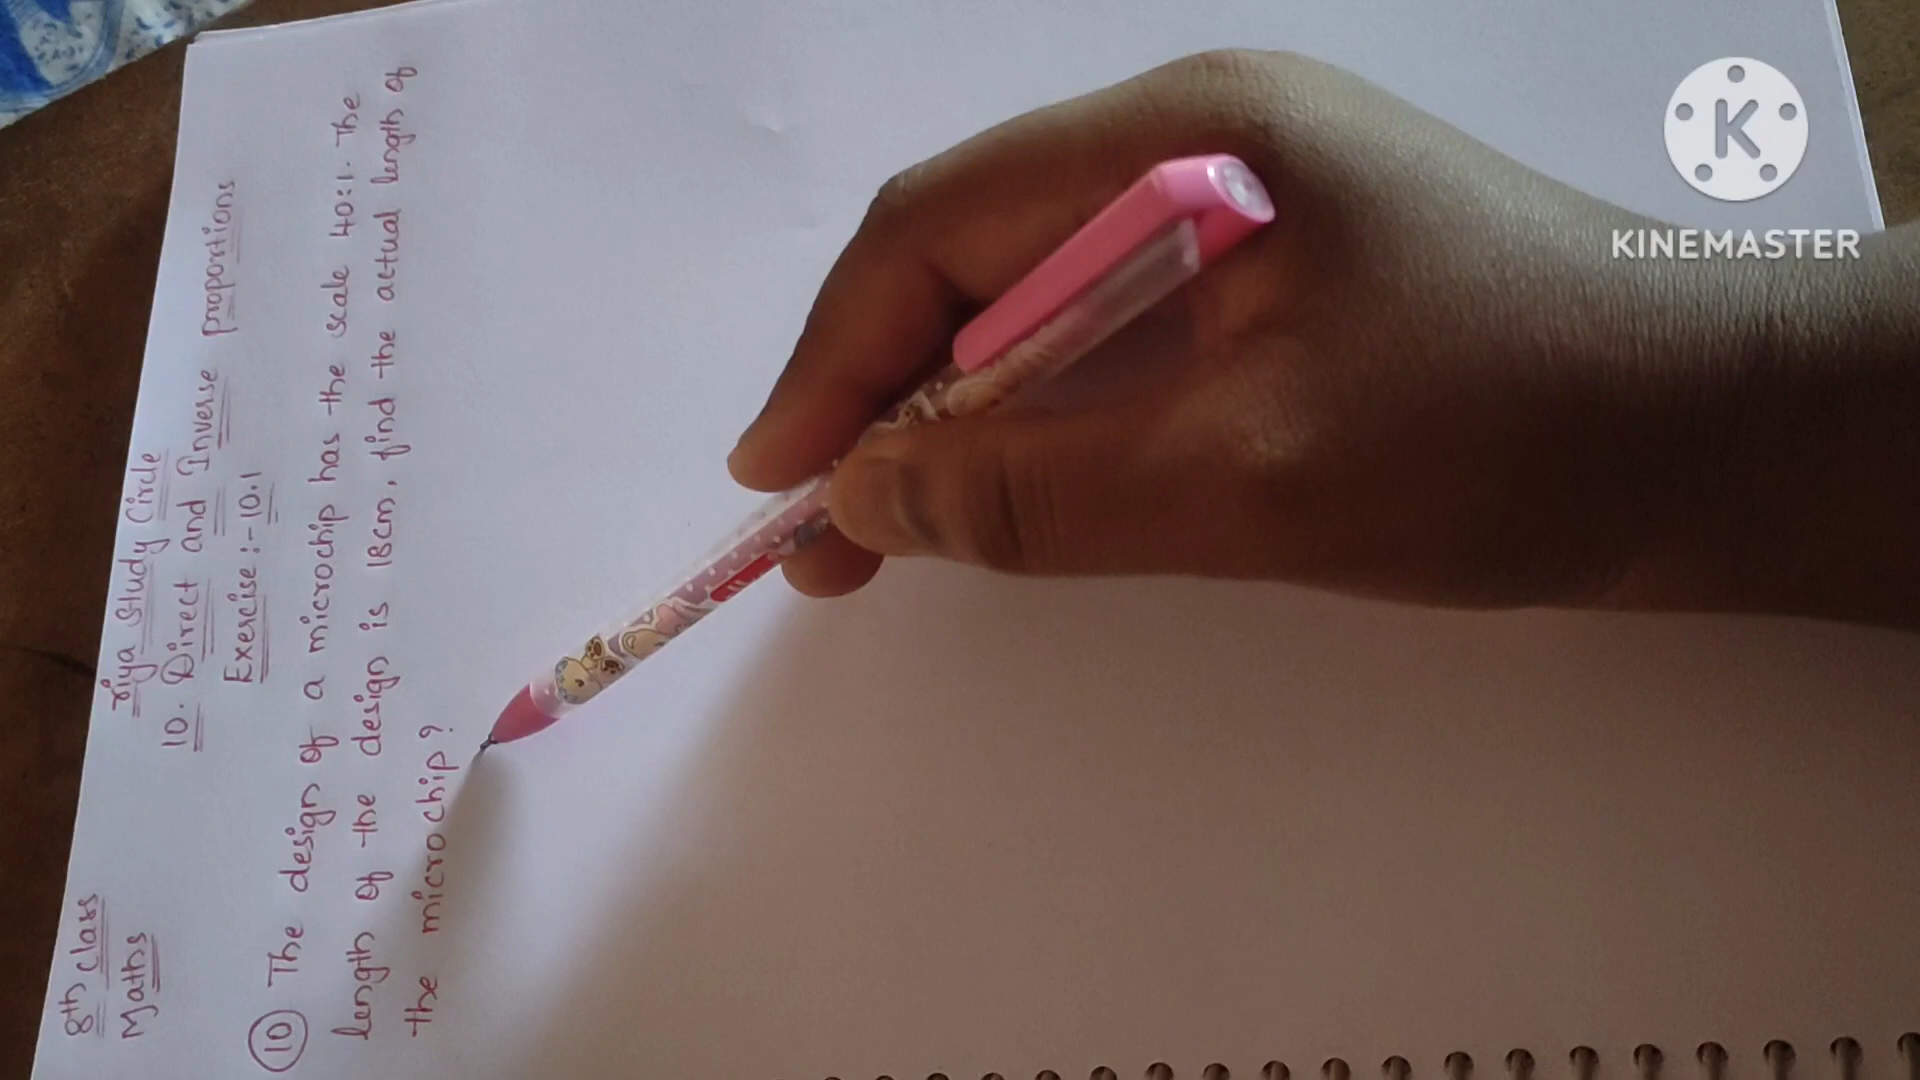 8th class
Maths
riya Study Circle
10. Direct and Inverse proportions
Exercise :- 10.1
10 The design of a microchip has the scale 40:1. The
length of the design is 18cm, find the actual length of
the microchip?
K
KINEMASTER